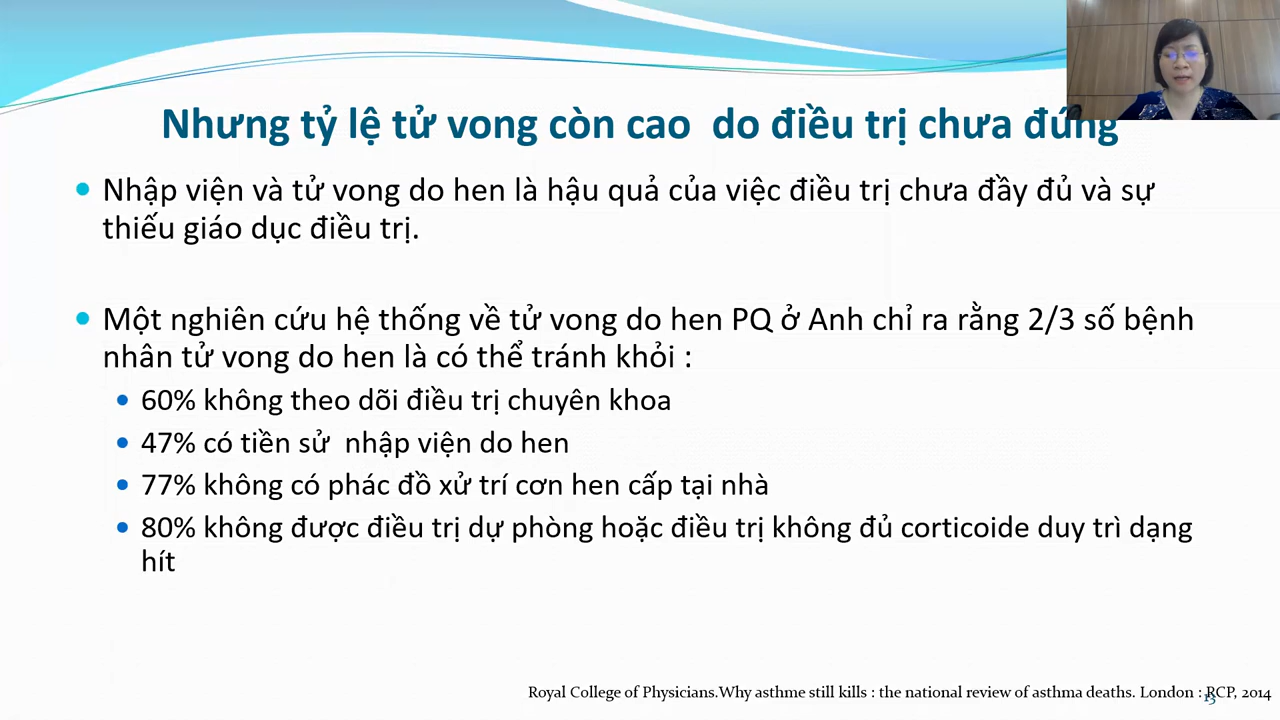 Nhưng tỷ lệ tử vong còn cao do điều trị chưa đúng
Nhập viện và tử vong do hen là hậu quả của việc điều trị chưa đầy đủ và sự
thiếu giáo dục điều trị.
Một nghiên cứu hệ thống về tử vong do hen PQ ở Anh chỉ ra rằng 2/3 số bệnh
nhân tử vong do hen là có thể tránh khỏi :
60% không theo dõi điều trị chuyên khoa
47% có tiền sử nhập viện do hen
77% không có phác đồ xử trí cơn hen cấp tại nhà
80% không được điều trị dự phòng hoặc điều trị không đủ corticoide duy trì dạng
hít
Royal College of Physicians.Why asthme still kills : the national review of asthma deaths. London : RCP, 2014
13